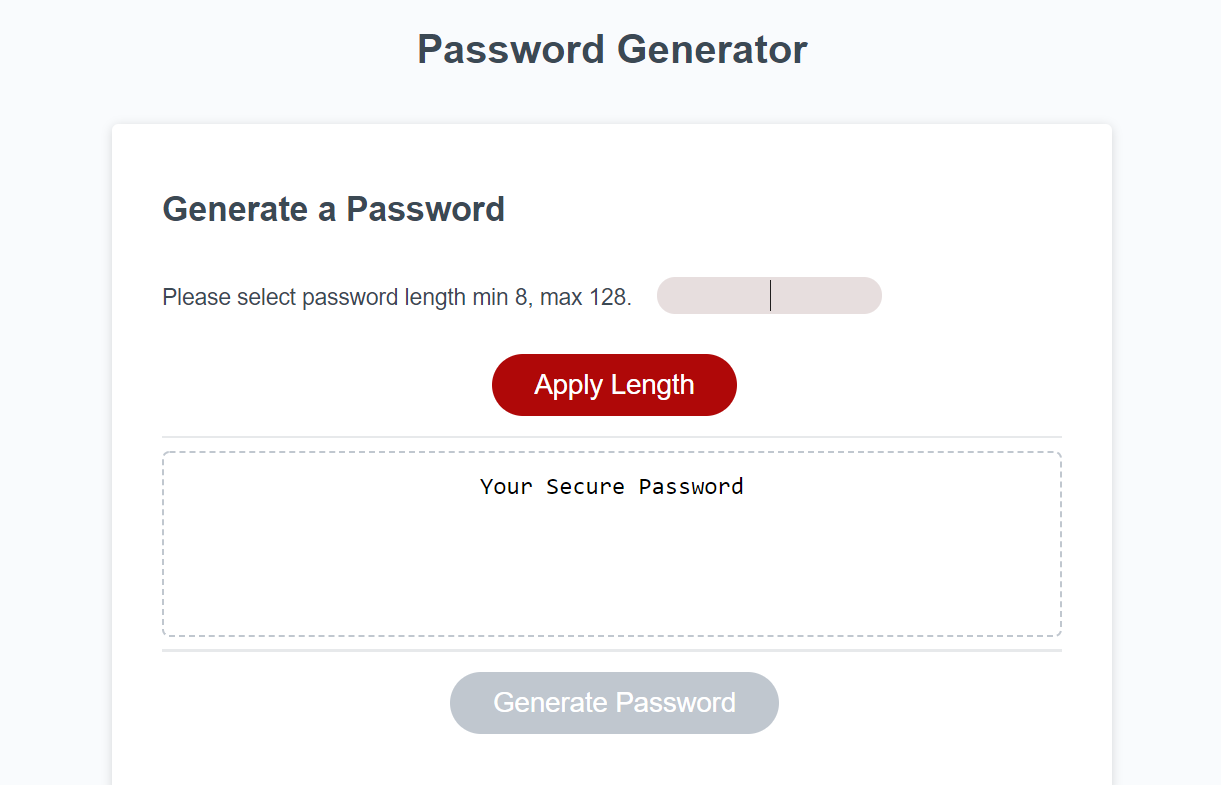 Password Generator
Generate a Password
Please select password length min 8, max 128.
Apply Length
Your Secure Password
Generate Password